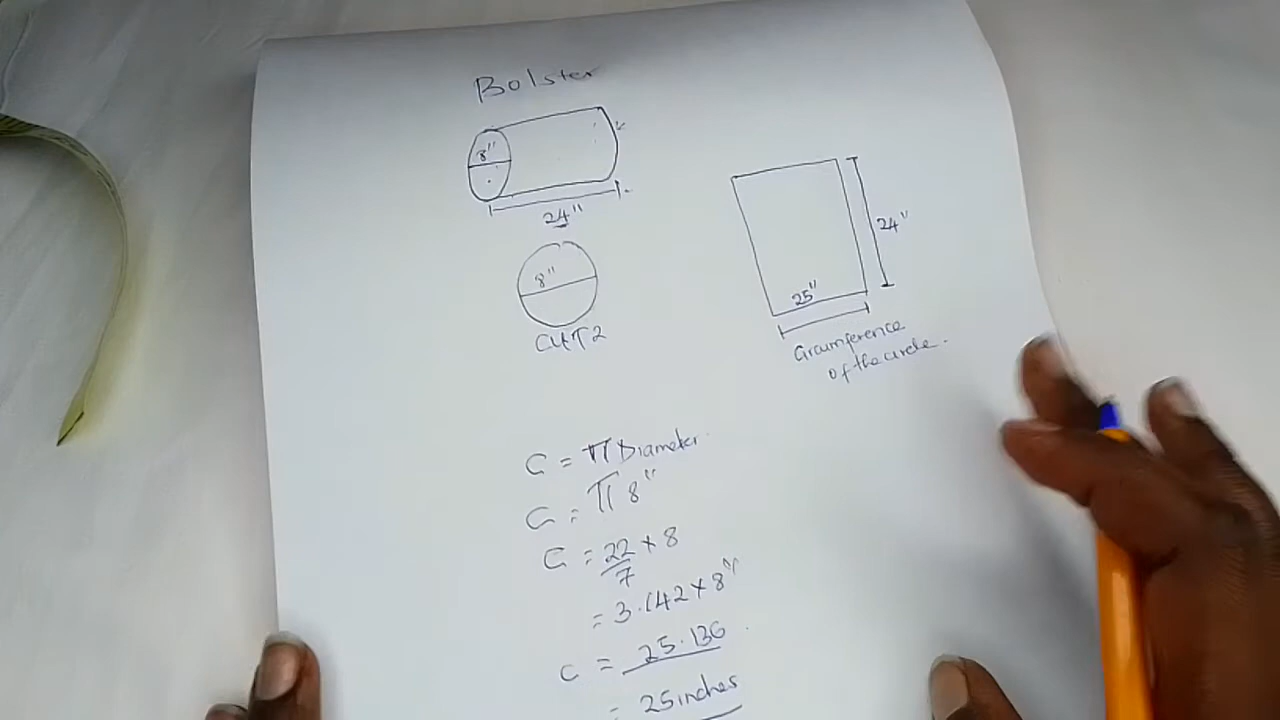 Bolster
8"
24"
8"
CUT 2
24"
25"
Circumference
of the circle.
C = π Diameter.
C = π 8"
C = 22/7 × 8
= 3.142 × 8"
C = 25.136
= 25 inches